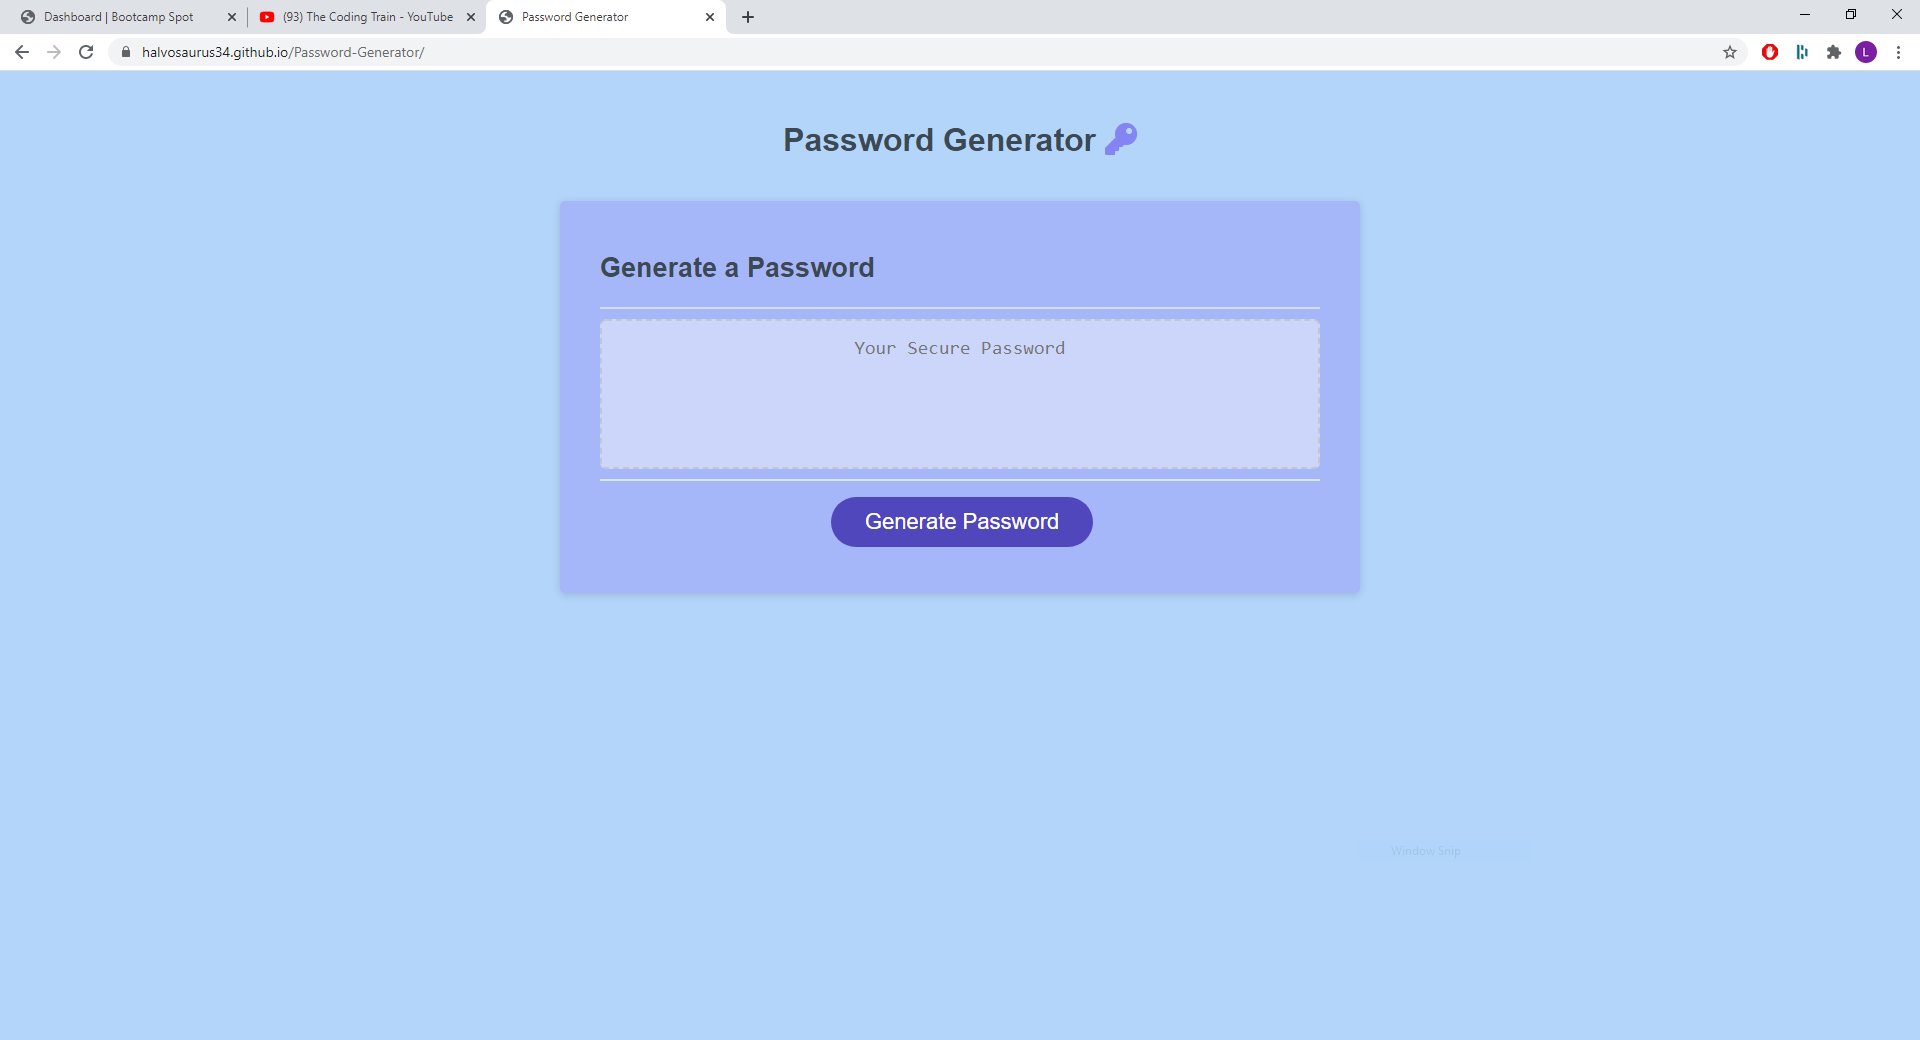 Dashboard | Bootcamp Spot
(93) The Coding Train - YouTube
Password Generator
halvosaurus34.github.io/Password-Generator/
L
Password Generator
Generate a Password
Your Secure Password
Generate Password
Window Snip